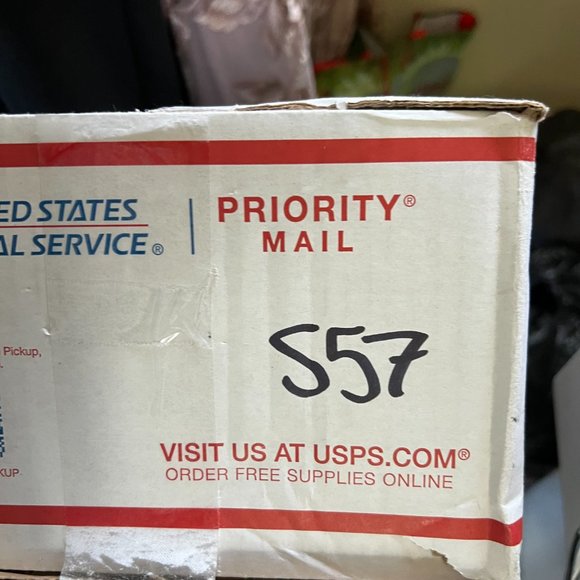 ED STATES
AL SERVICE®
PRIORITY®
MAIL
Pickup,
S57
VISIT US AT USPS.COM®
ORDER FREE SUPPLIES ONLINE
KUP